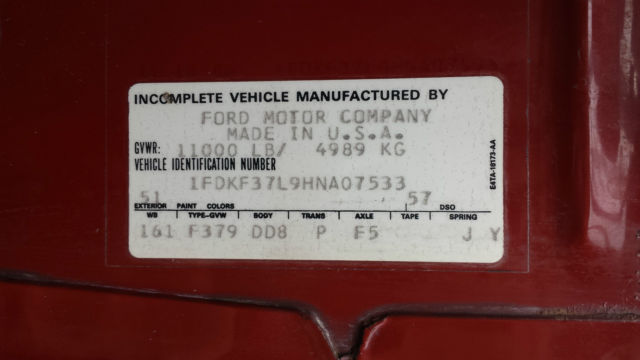 INCOMPLETE VEHICLE MANUFACTURED BY
FORD MOTOR COMPANY
MADE IN U.S.A.
GVWR: 11000 LB/ 4989 KG
VEHICLE IDENTIFICATION NUMBER
1FDKF37L9HNA07533
51 57
EXTERIOR PAINT COLORS DSO
WB TYPE-GVW BODY TRANS AXLE TAPE SPRING
161 F379 DD8 P F5 J Y
E4TA-16173-AA